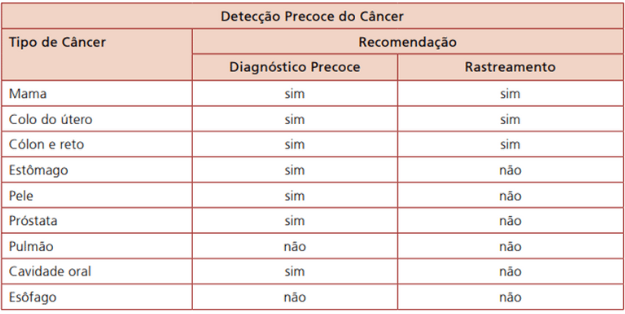 Detecção Precoce do Câncer
Tipo de Câncer Recomendação
Diagnóstico Precoce Rastreamento
Mama sim sim
Colo do útero sim sim
Cólon e reto sim sim
Estômago sim não
Pele sim não
Próstata sim não
Pulmão não não
Cavidade oral sim não
Esôfago não não